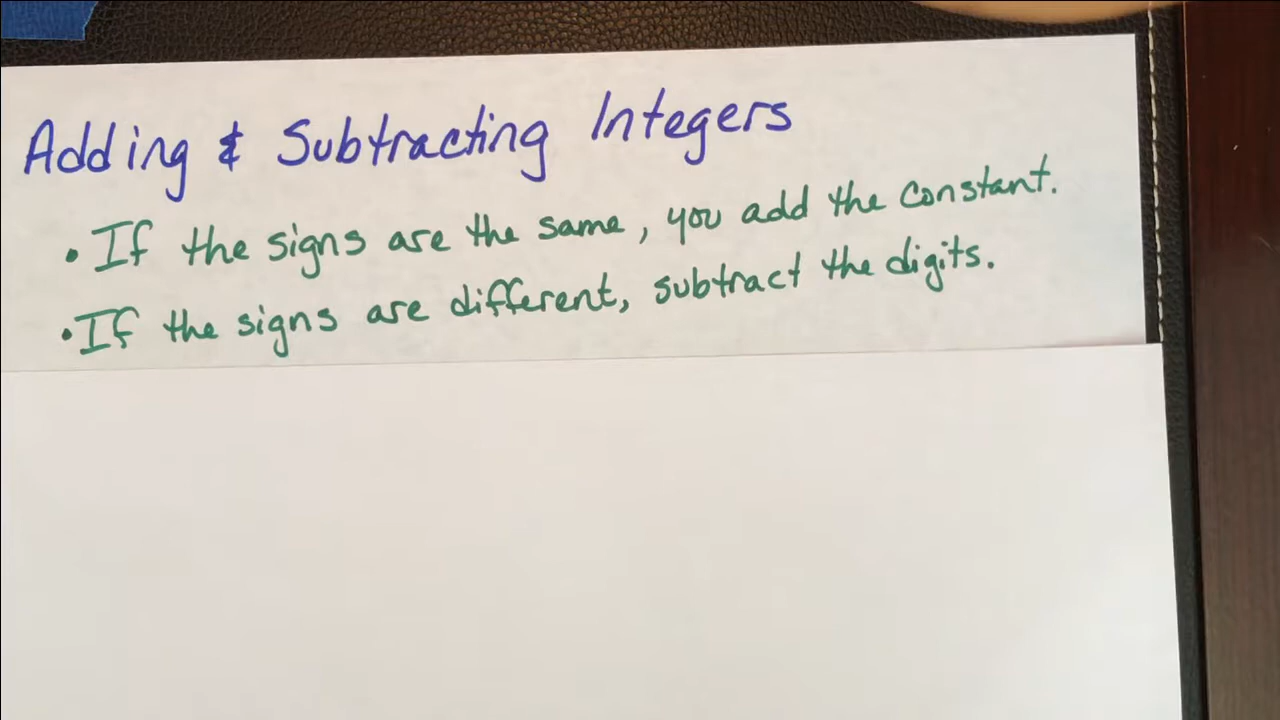 Adding & Subtracting Integers
• If the signs are the same, you add the constant.
• If the signs are different, subtract the digits.